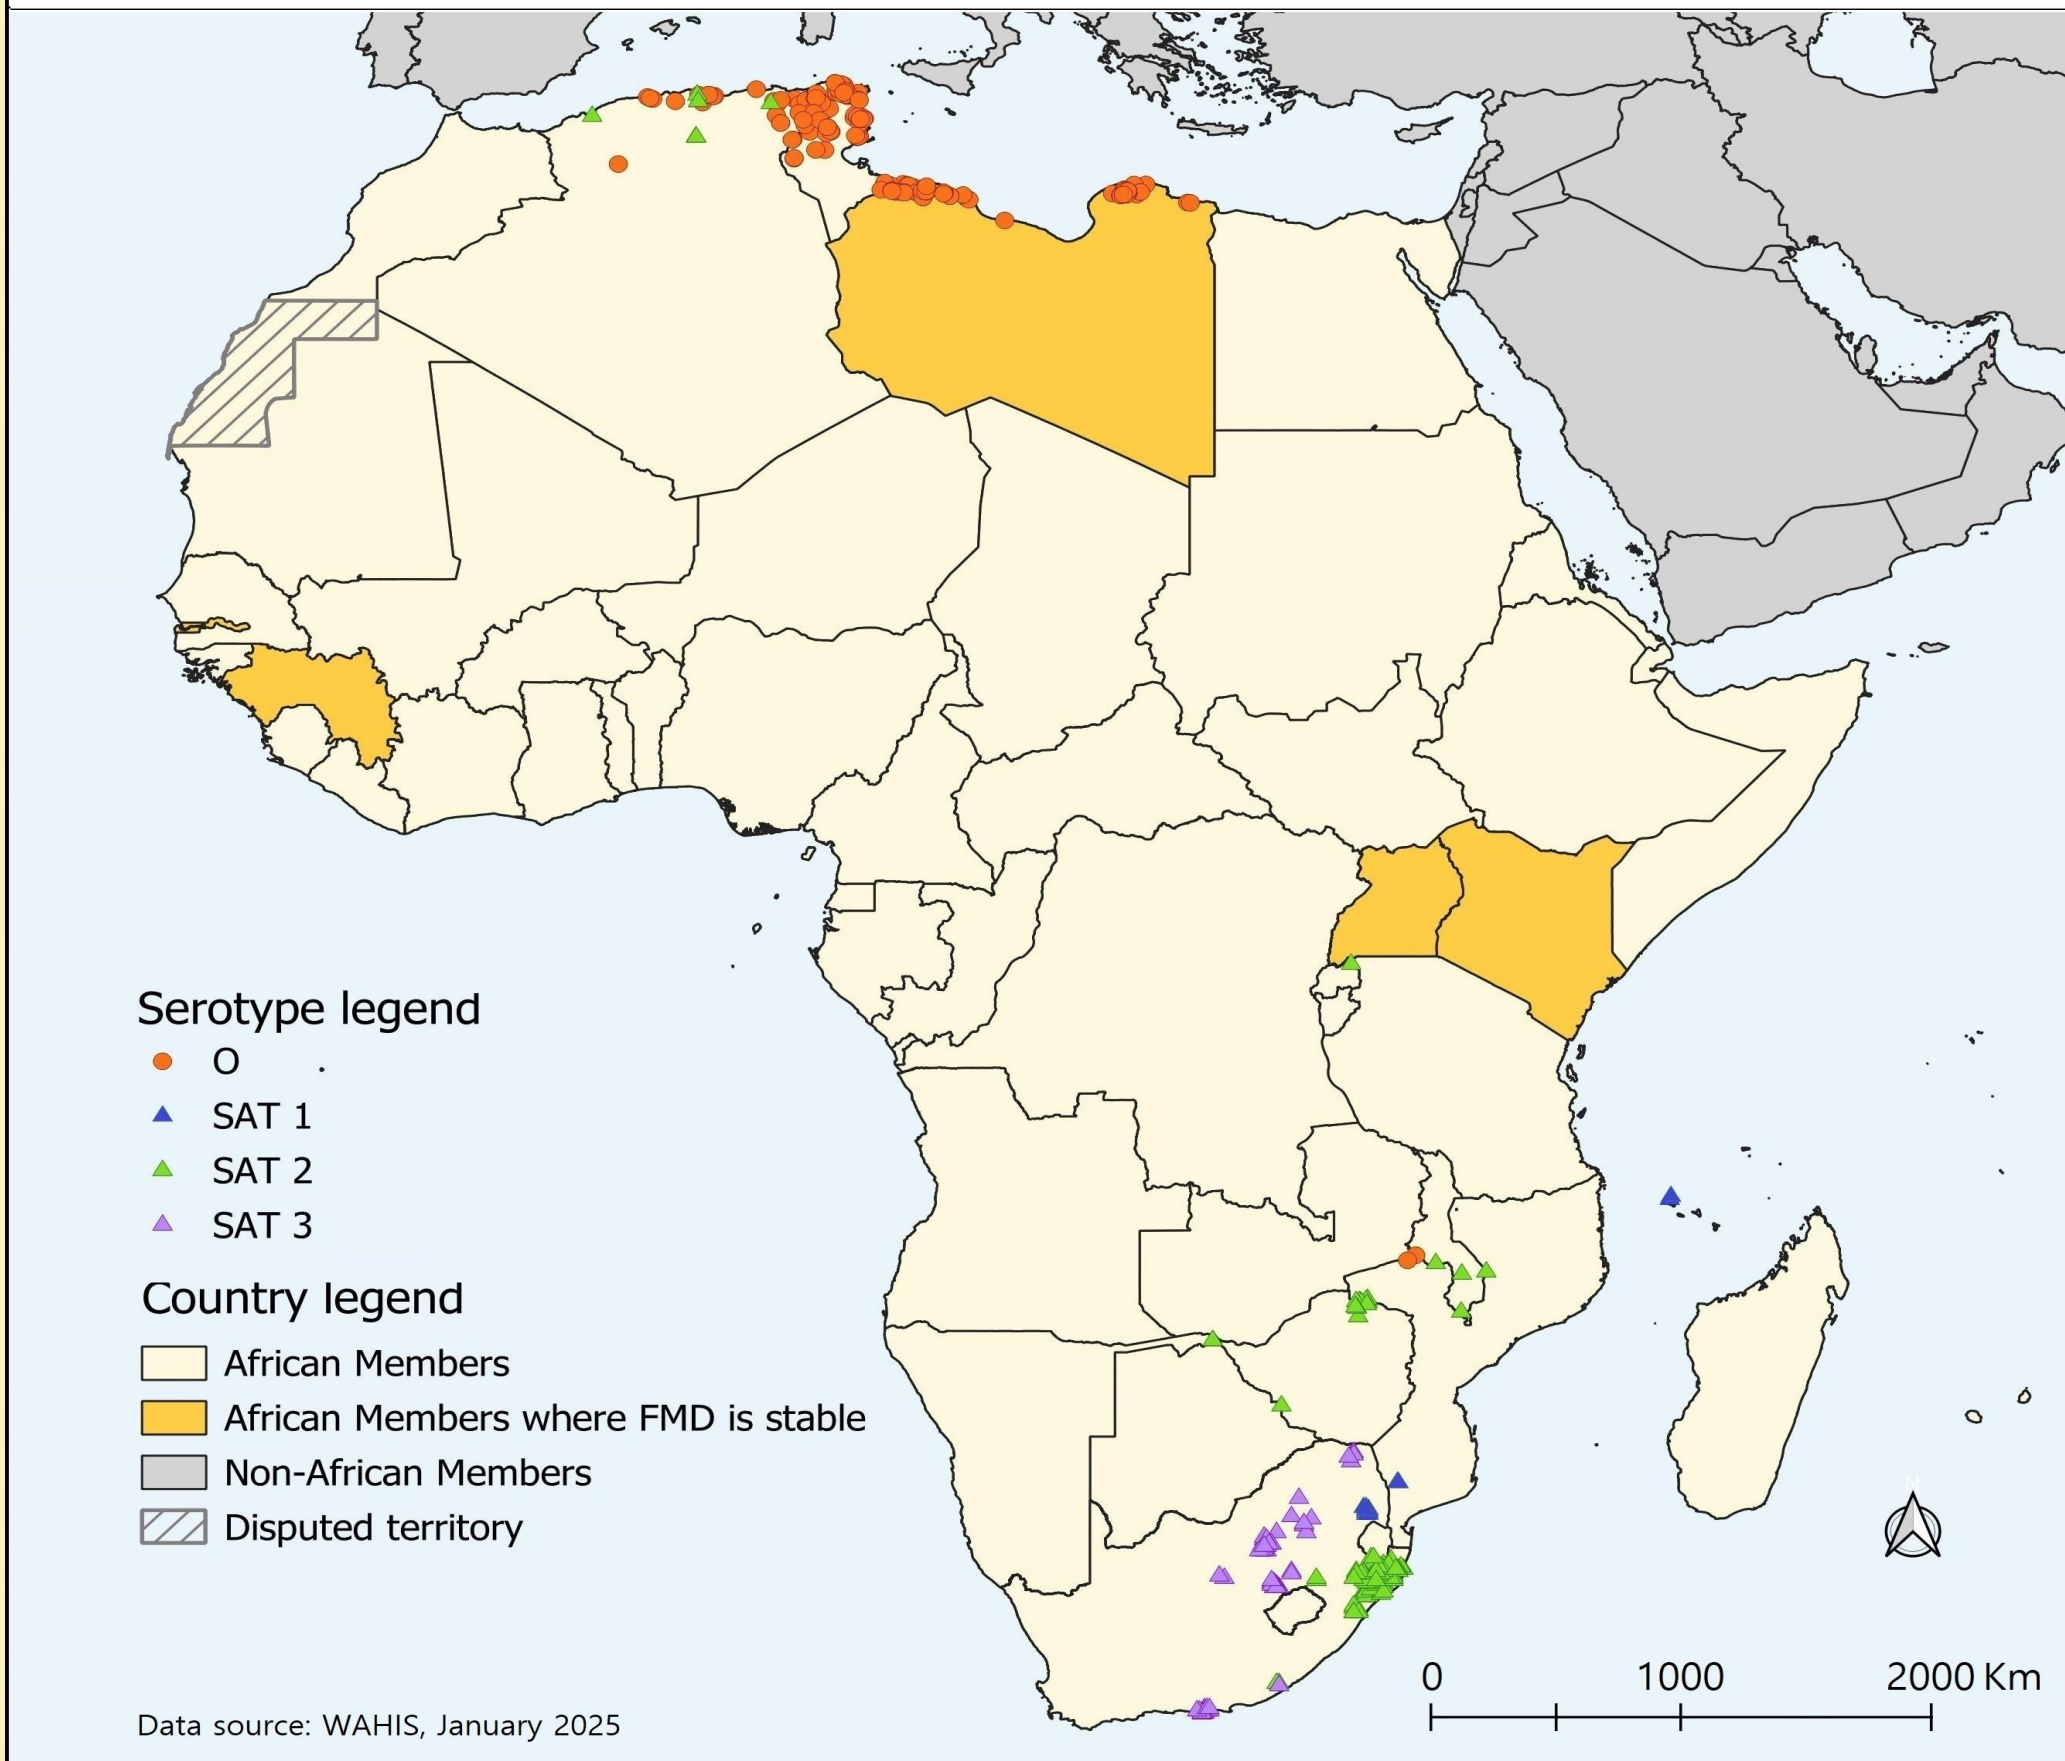 Serotype legend
O
SAT 1
SAT 2
SAT 3
Country legend
African Members
African Members where FMD is stable
Non-African Members
Disputed territory
N
0 1000 2000 Km
Data source: WAHIS, January 2025